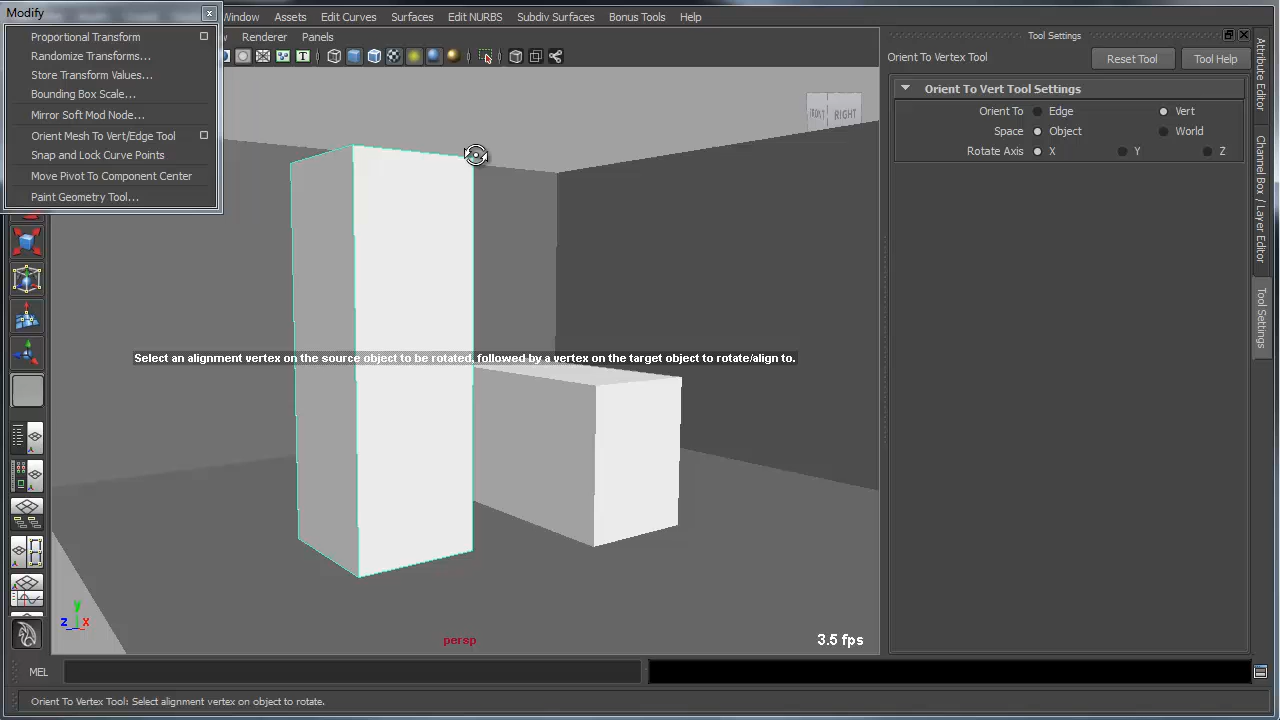 Modify
Window Assets Edit Curves Surfaces Edit NURBS Subdiv Surfaces Bonus Tools Help
Proportional Transform
Randomize Transforms...
Store Transform Values...
Bounding Box Scale...
Mirror Soft Mod Node...
Orient Mesh To Vert/Edge Tool
Snap and Lock Curve Points
Move Pivot To Component Center
Paint Geometry Tool...
Renderer Panels
T
RIGHT
Select an alignment vertex on the source object to be rotated, followed by a vertex on the target object to rotate/align to.
y
z x
persp
3.5 fps
Tool Settings
Orient To Vertex Tool Reset Tool Tool Help
Orient To Vert Tool Settings
Orient To Edge Vert
Space Object World
Rotate Axis X Y Z
Attribute Editor
Channel Box / Layer Editor
Tool Settings
MEL
Orient To Vertex Tool: Select alignment vertex on object to rotate.